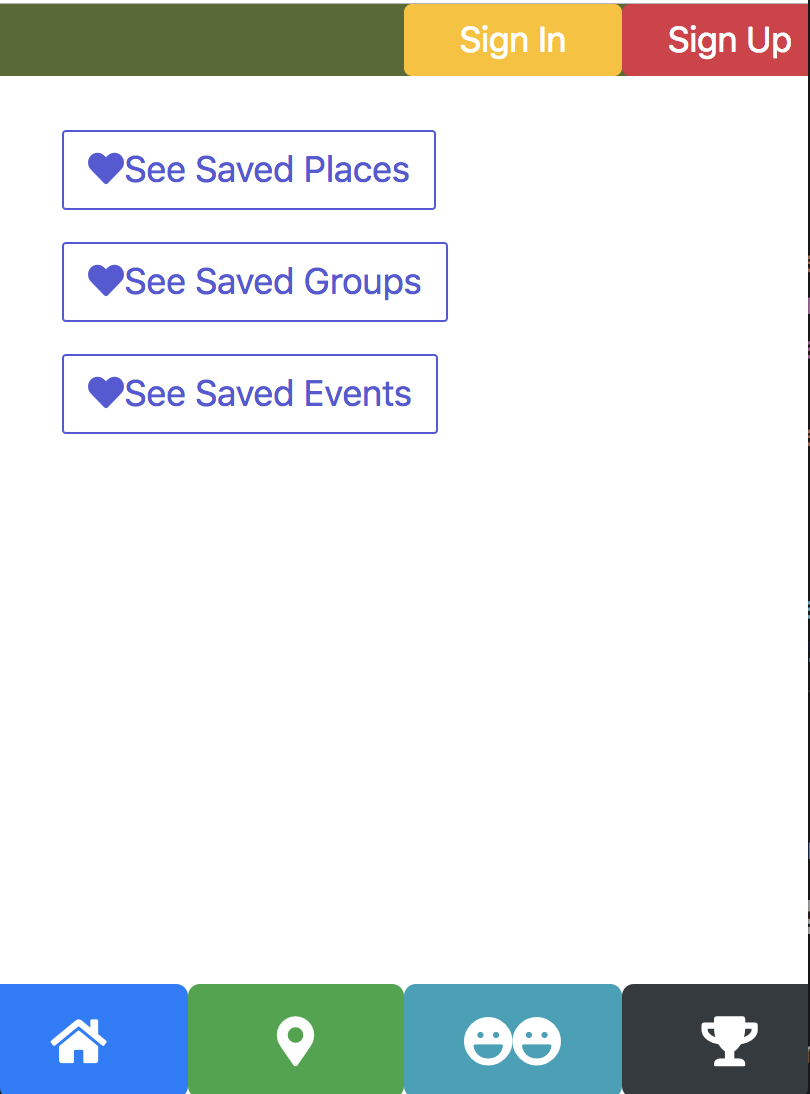 Sign In
Sign Up
See Saved Places
See Saved Groups
See Saved Events